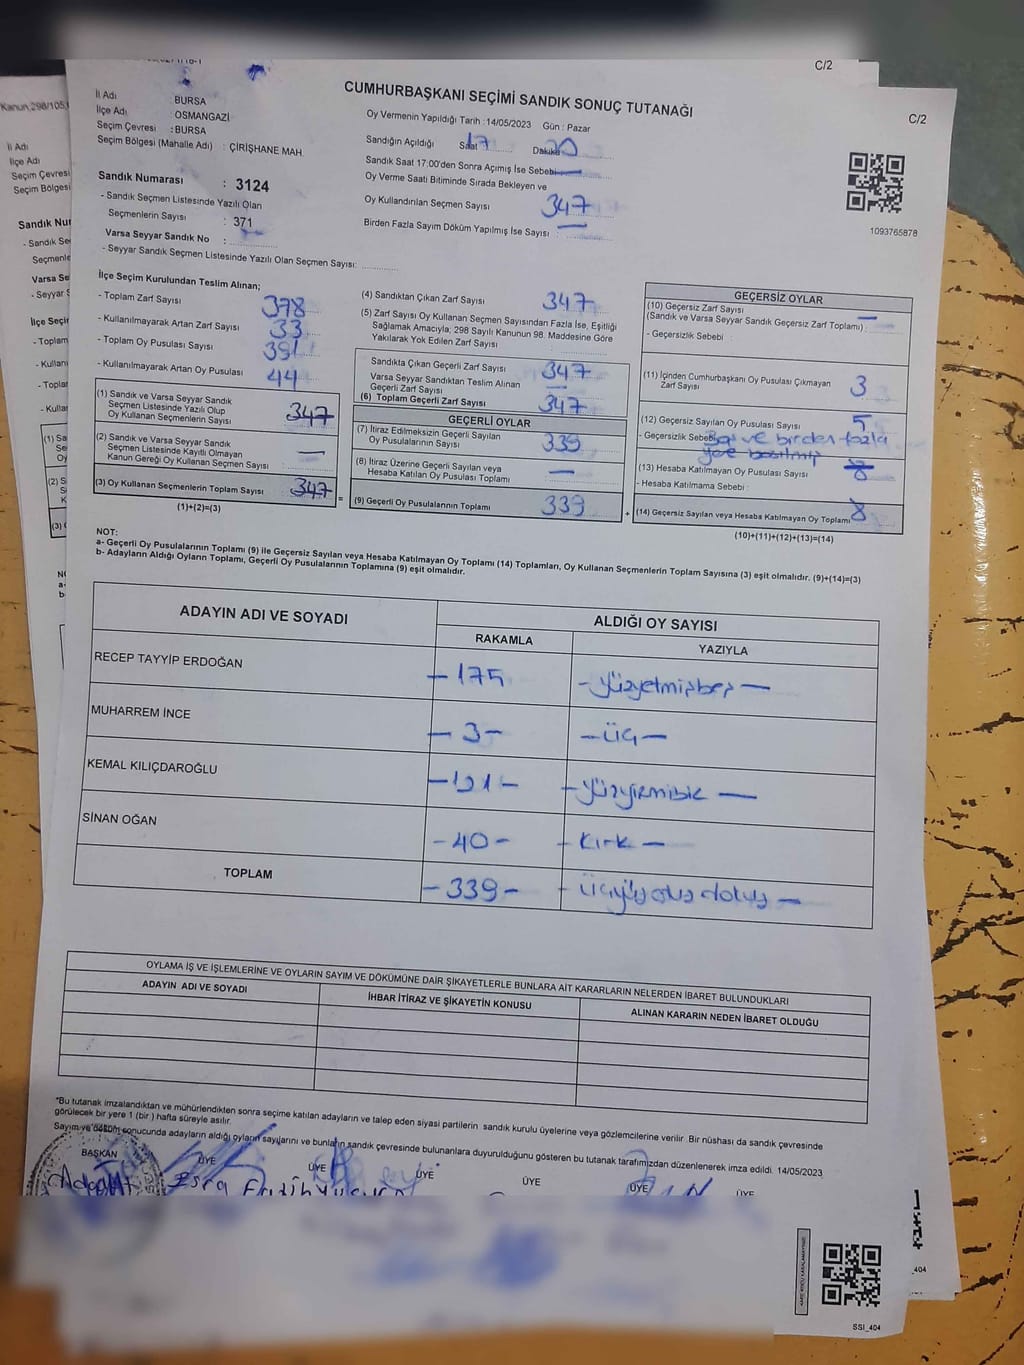 C/2
C/2
CUMHURBAŞKANI SEÇİMİ SANDIK SONUÇ TUTANAĞI
İl Adı : BURSA
İlçe Adı : OSMANGAZİ
Seçim Çevresi : BURSA
Seçim Bölgesi (Mahalle Adı) : ÇİRİŞHANE MAH.
Sandık Numarası : 3124
- Sandık Seçmen Listesinde Yazılı Olan
Seçmenlerin Sayısı : 371
Varsa Seyyar Sandık No :
- Seyyar Sandık Seçmen Listesinde Yazılı Olan Seçmen Sayısı:
Oy Vermenin Yapıldığı Tarih : 14/05/2023 Gün : Pazar
Sandığın Açıldığı Saat 17 Dakika 20
Sandık Saat 17:00'den Sonra Açımış İse Sebebi —
Oy Verme Saati Bitiminde Sırada Bekleyen ve
Oy Kullandırılan Seçmen Sayısı 347
Birden Fazla Sayım Döküm Yapılmış İse Sayısı : —
1093765878
İlçe Seçim Kurulundan Teslim Alınan;
- Toplam Zarf Sayısı 378
- Kullanılmayarak Artan Zarf Sayısı 33
- Toplam Oy Pusulası Sayısı 391
- Kullanılmayarak Artan Oy Pusulası 44
(1) Sandık ve Varsa Seyyar Sandık
Seçmen Listesinde Yazılı Olup
Oy Kullanan Seçmenlerin Sayısı 347
(2) Sandık ve Varsa Seyyar Sandık
Seçmen Listesinde Kayıtlı Olmayan
Kanun Gereği Oy Kullanan Seçmen Sayısı : —
(3) Oy Kullanan Seçmenlerin Toplam Sayısı 347
(1)+(2)=(3)
(4) Sandıktan Çıkan Zarf Sayısı 347
(5) Zarf Sayısı Oy Kullanan Seçmen Sayısından Fazla İse, Eşitliği
Sağlamak Amacıyla; 298 Sayılı Kanunun 98. Maddesine Göre
Yakılarak Yok Edilen Zarf Sayısı :
Sandıkta Çıkan Geçerli Zarf Sayısı 347
Varsa Seyyar Sandıktan Teslim Alınan
Geçerli Zarf Sayısı —
(6) Toplam Geçerli Zarf Sayısı 347
GEÇERLİ OYLAR
(7) İtiraz Edilmeksizin Geçerli Sayılan
Oy Pusulalarının Sayısı 339
(8) İtiraz Üzerine Geçerli Sayılan veya
Hesaba Katılan Oy Pusulası Toplamı —
(9) Geçerli Oy Pusulalarının Toplamı 339
GEÇERSİZ OYLAR
(10) Geçersiz Zarf Sayısı
(Sandık ve Varsa Seyyar Sandık Geçersiz Zarf Toplamı) : —
- Geçersizlik Sebebi :
(11) İçinden Cumhurbaşkanı Oy Pusulası Çıkmayan
Zarf Sayısı 3
(12) Geçersiz Sayılan Oy Pusulası Sayısı 5
- Geçersizlik Sebebi Boş ve birden fazla
yere basılmış
(13) Hesaba Katılmayan Oy Pusulası Sayısı 8
- Hesaba Katılmama Sebebi :
(14) Geçersiz Sayılan veya Hesaba Katılmayan Oy Toplamı 8
(10)+(11)+(12)+(13)=(14)
NOT:
a- Geçerli Oy Pusulalarının Toplamı (9) ile Geçersiz Sayılan veya Hesaba Katılmayan Oy Toplamı (14) Toplamları, Oy Kullanan Seçmenlerin Toplam Sayısına (3) eşit olmalıdır. (9)+(14)=(3)
b- Adayların Aldığı Oyların Toplamı, Geçerli Oy Pusulalarının Toplamına (9) eşit olmalıdır.
ADAYIN ADI VE SOYADI ALDIĞI OY SAYISI
RAKAMLA YAZIYLA
RECEP TAYYİP ERDOĞAN – 175 – yüzyetmişbeş –
MUHARREM İNCE – 3 – – üç –
KEMAL KILIÇDAROĞLU – 121 – – yüzyirmibir –
SİNAN OĞAN – 40 – – Kırk –
TOPLAM – 339 – – üçyüzotuzdokuz –
OYLAMA İŞ VE İŞLEMLERİNE VE OYLARIN SAYIM VE DÖKÜMÜNE DAİR ŞİKAYETLERLE BUNLARA AİT KARARLARIN NELERDEN İBARET BULUNDUKLARI
ADAYIN ADI VE SOYADI İHBAR İTİRAZ VE ŞİKAYETİN KONUSU ALINAN KARARIN NEDEN İBARET OLDUĞU
*Bu tutanak imzalandıktan ve mühürlendikten sonra seçime katılan adayların ve talep eden siyasi partilerin sandık kurulu üyelerine veya gözlemcilerine verilir. Bir nüshası da sandık çevresinde
görülecek bir yere 1 (bir) hafta süreyle asılır.
Sayım ve döküm sonucunda adayların aldığı oyların sayılarını ve bunların sandık çevresinde bulunanlara duyurulduğunu gösteren bu tutanak tarafımızdan düzenlenerek imza edildi. 14/05/2023
BAŞKAN ÜYE ÜYE ÜYE ÜYE ÜYE ÜYE
Esra
SSI_404
_404
Kanun,298/105,
İl Adı
İlçe Adı
Seçim Çevresi
Seçim Bölgesi